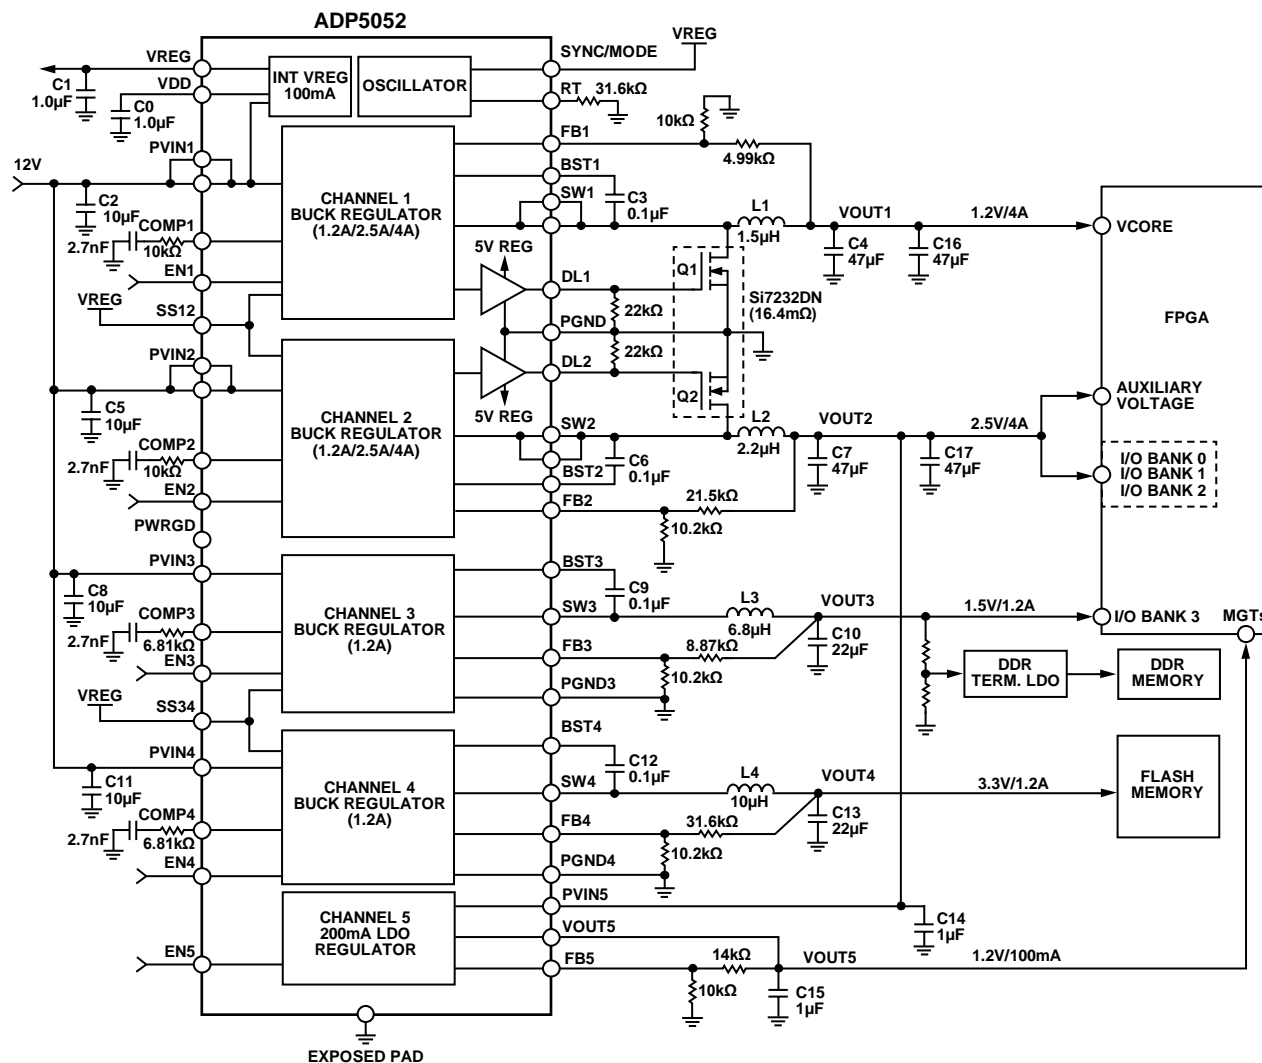 ADP5052
VREG
VDD
C1
1.0µF
C0
1.0µF
INT VREG
100mA
OSCILLATOR
SYNC/MODE
VREG
RT
31.6kΩ
FB1
10kΩ
4.99kΩ
PVIN1
12V
C2
10µF
COMP1
2.7nF
10kΩ
EN1
VREG
SS12
CHANNEL 1
BUCK REGULATOR
(1.2A/2.5A/4A)
BST1
SW1
C3
0.1µF
L1
1.5µH
VOUT1
1.2V/4A
C4
47µF
C16
47µF
VCORE
5V REG
DL1
22kΩ
PGND
22kΩ
DL2
5V REG
Q1
Si7232DN
(16.4mΩ)
Q2
FPGA
PVIN2
C5
10µF
COMP2
2.7nF
10kΩ
EN2
PWRGD
CHANNEL 2
BUCK REGULATOR
(1.2A/2.5A/4A)
SW2
BST2
C6
0.1µF
FB2
L2
2.2µH
VOUT2
2.5V/4A
C7
47µF
C17
47µF
21.5kΩ
10.2kΩ
AUXILIARY
VOLTAGE
I/O BANK 0
I/O BANK 1
I/O BANK 2
PVIN3
C8
10µF
COMP3
2.7nF
6.81kΩ
EN3
VREG
SS34
CHANNEL 3
BUCK REGULATOR
(1.2A)
BST3
C9
0.1µF
SW3
L3
6.8µH
VOUT3
1.5V/1.2A
I/O BANK 3
MGTs
FB3
8.87kΩ
10.2kΩ
C10
22µF
PGND3
DDR
TERM. LDO
DDR
MEMORY
PVIN4
C11
10µF
COMP4
2.7nF
6.81kΩ
EN4
CHANNEL 4
BUCK REGULATOR
(1.2A)
BST4
C12
0.1µF
SW4
L4
10µH
VOUT4
3.3V/1.2A
FLASH
MEMORY
FB4
31.6kΩ
10.2kΩ
C13
22µF
PGND4
PVIN5
C14
1µF
CHANNEL 5
200mA LDO
REGULATOR
EN5
VOUT5
FB5
14kΩ
10kΩ
VOUT5
1.2V/100mA
C15
1µF
EXPOSED PAD